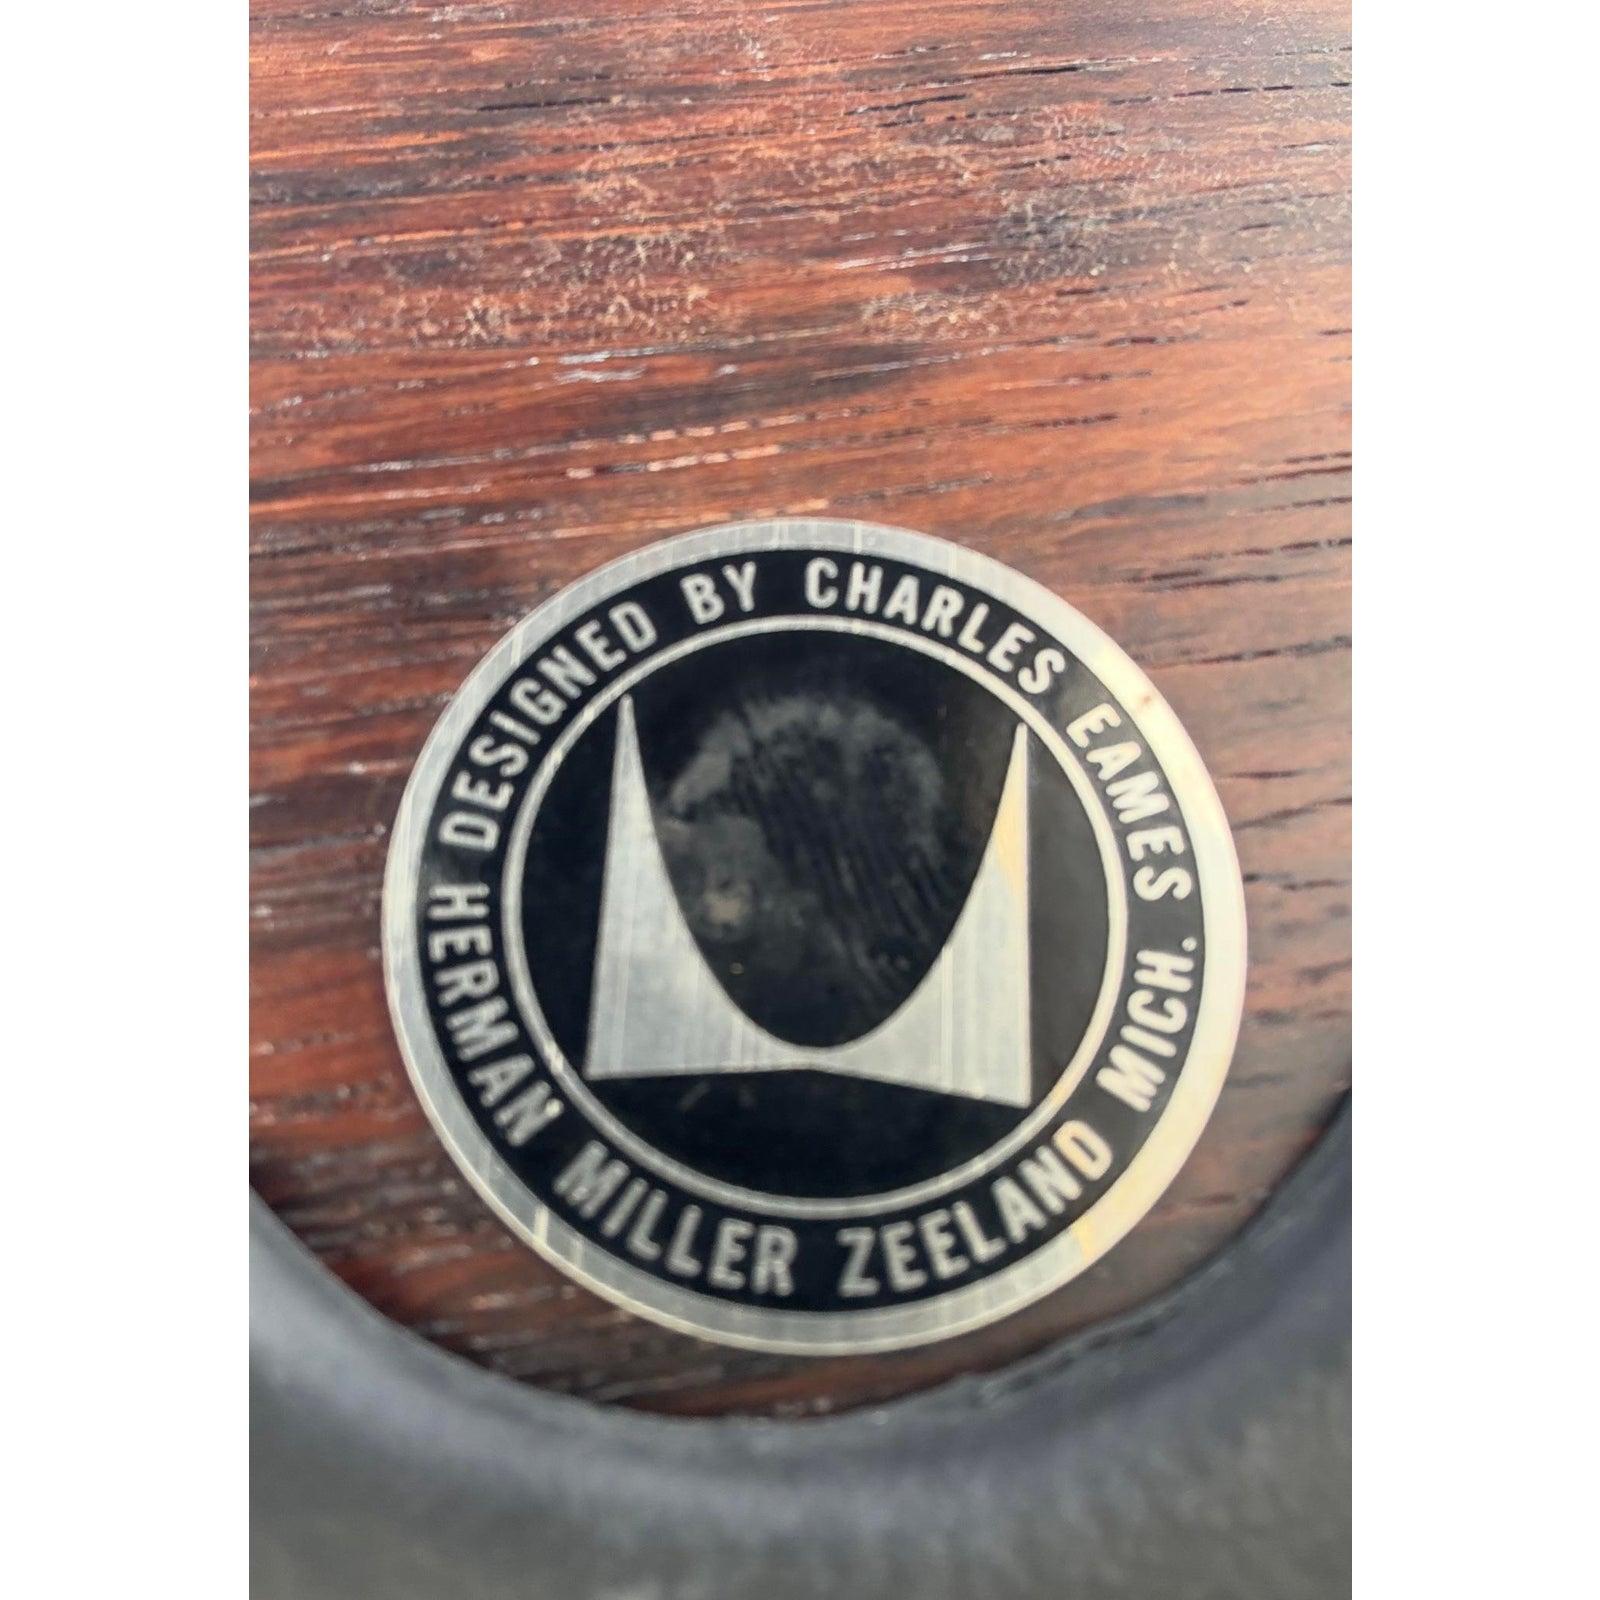 DESIGNED BY CHARLES EAMES
HERMAN MILLER ZEELAND MICH.